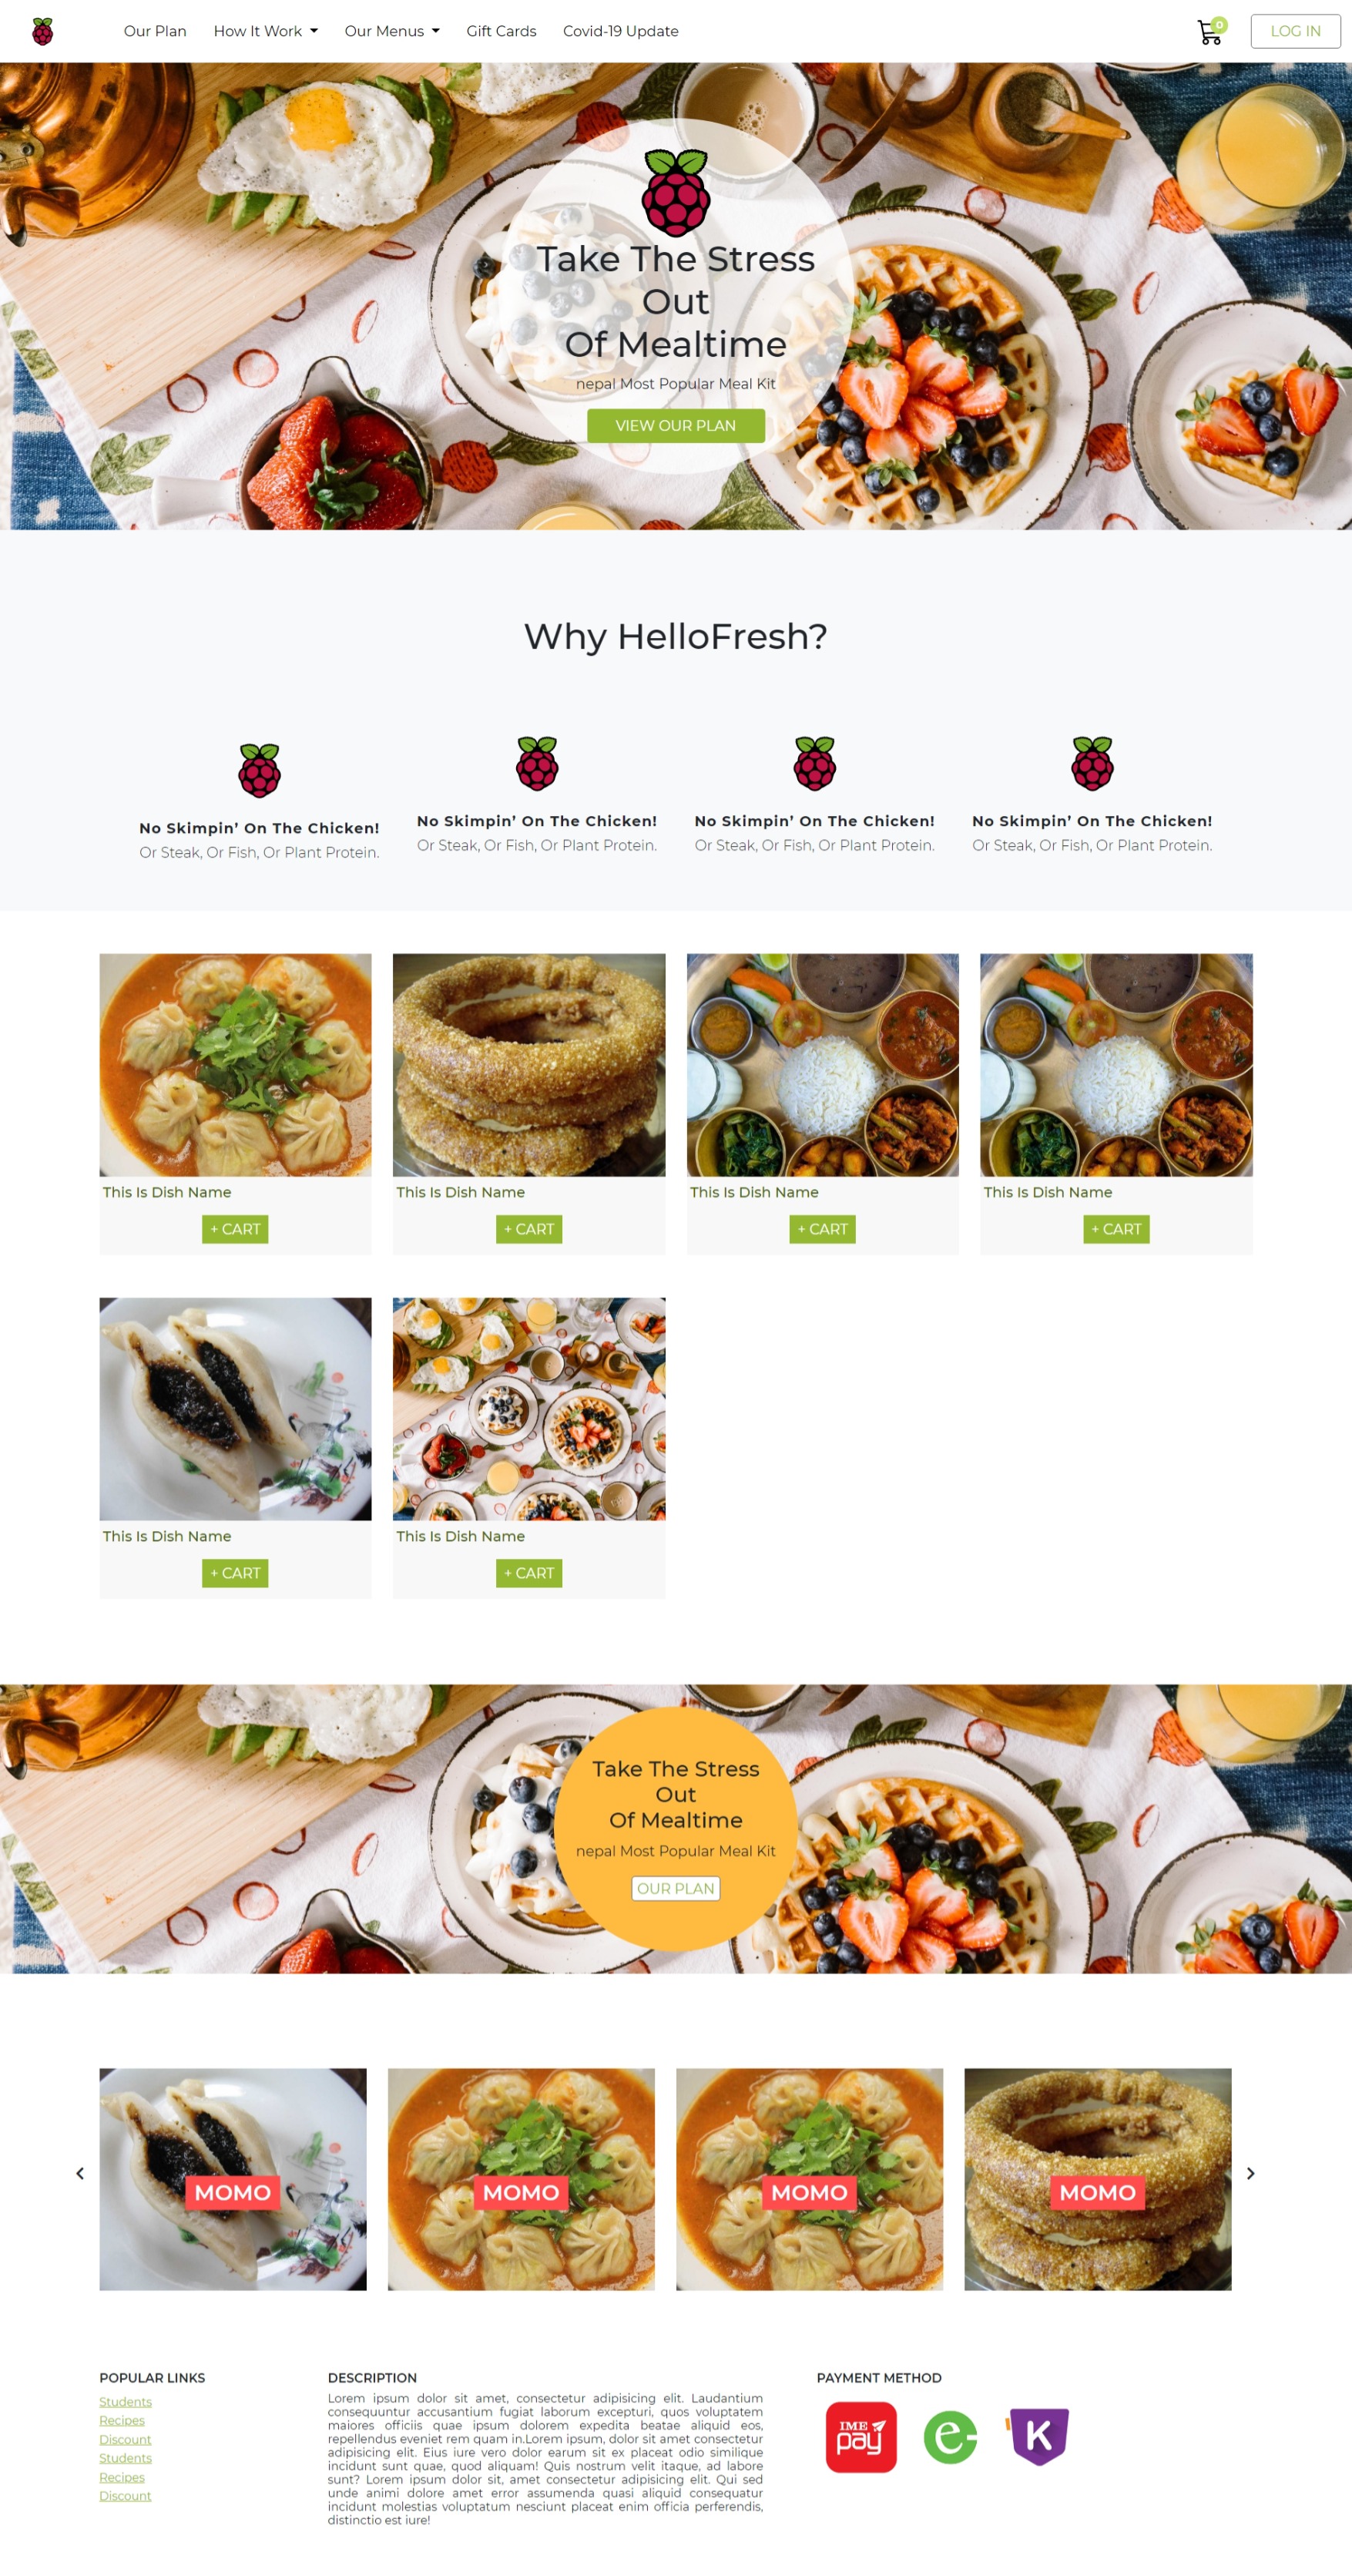 Our Plan
How It Work
Our Menus
Gift Cards
Covid-19 Update
0
LOG IN
Take The Stress
Out
Of Mealtime
nepal Most Popular Meal Kit
VIEW OUR PLAN
Why HelloFresh?
No Skimpin’ On The Chicken!
Or Steak, Or Fish, Or Plant Protein.
No Skimpin’ On The Chicken!
Or Steak, Or Fish, Or Plant Protein.
No Skimpin’ On The Chicken!
Or Steak, Or Fish, Or Plant Protein.
No Skimpin’ On The Chicken!
Or Steak, Or Fish, Or Plant Protein.
This Is Dish Name
+ CART
This Is Dish Name
+ CART
This Is Dish Name
+ CART
This Is Dish Name
+ CART
This Is Dish Name
+ CART
This Is Dish Name
+ CART
Take The Stress
Out
Of Mealtime
nepal Most Popular Meal Kit
OUR PLAN
MOMO
MOMO
MOMO
MOMO
POPULAR LINKS
Students
Recipes
Discount
Students
Recipes
Discount
DESCRIPTION
Lorem ipsum dolor sit amet, consectetur adipisicing elit. Laudantium
consequuntur accusantium fugiat laborum excepturi, quos voluptatem
maiores officiis quae ipsum dolorem expedita beatae aliquid eos,
repellendus eveniet rem quam in.Lorem ipsum, dolor sit amet consectetur
adipisicing elit. Eius iure vero dolor earum sit ex placeat odio similique
incidunt sunt quae, quod aliquam! Quis nostrum velit itaque, ad labore
sunt? Lorem ipsum dolor sit, amet consectetur adipisicing elit. Qui sed
unde animi dolore amet error assumenda quasi aliquid consequatur
incidunt molestias voluptatum nesciunt placeat enim officia perferendis,
distinctio est iure!
PAYMENT METHOD
IME
pay
e
K